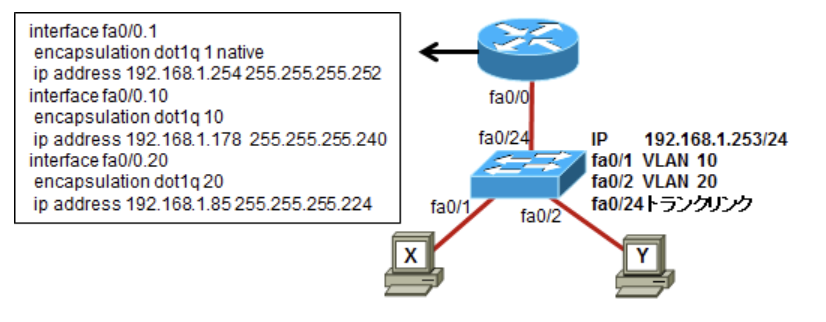 interface fa0/0.1
encapsulation dot1q 1 native
ip address 192.168.1.254 255.255.255.252
interface fa0/0.10
encapsulation dot1q 10
ip address 192.168.1.178 255.255.255.240
interface fa0/0.20
encapsulation dot1q 20
ip address 192.168.1.85 255.255.255.224
fa0/0
fa0/24
IP 192.168.1.253/24
fa0/1 VLAN 10
fa0/2 VLAN 20
fa0/24トランクリンク
fa0/1
fa0/2
X
Y